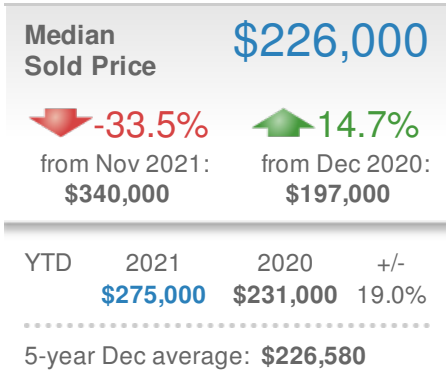 Median
Sold Price
$226,000
-33.5% 14.7%
from Nov 2021: from Dec 2020:
$340,000 $197,000
YTD 2021 2020 +/-
$275,000 $231,000 19.0%
5-year Dec average: $226,580